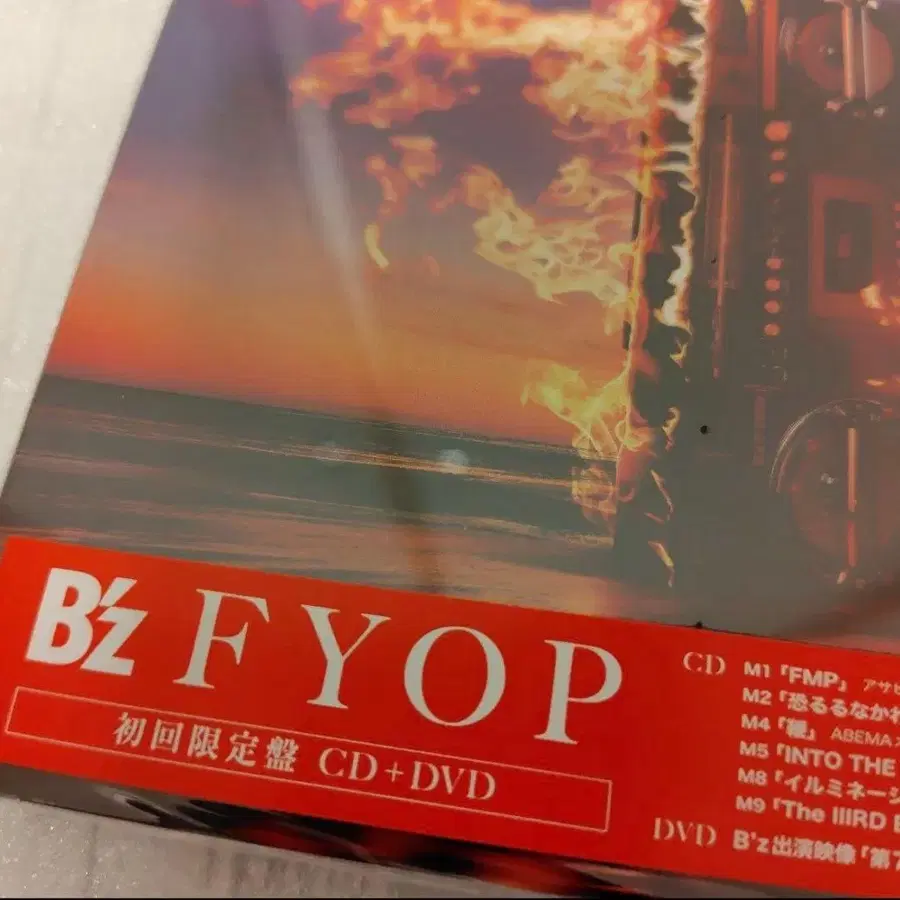 B'z FYOP
初回限定盤 CD+DVD
CD M1「FMP」 アサヒ
M2「恐るるなかれ
M4「鞭」 ABEMA
M5「INTO THE
M8「イルミネーシ
M9「The IIIRD
DVD B'z出演映像「第7